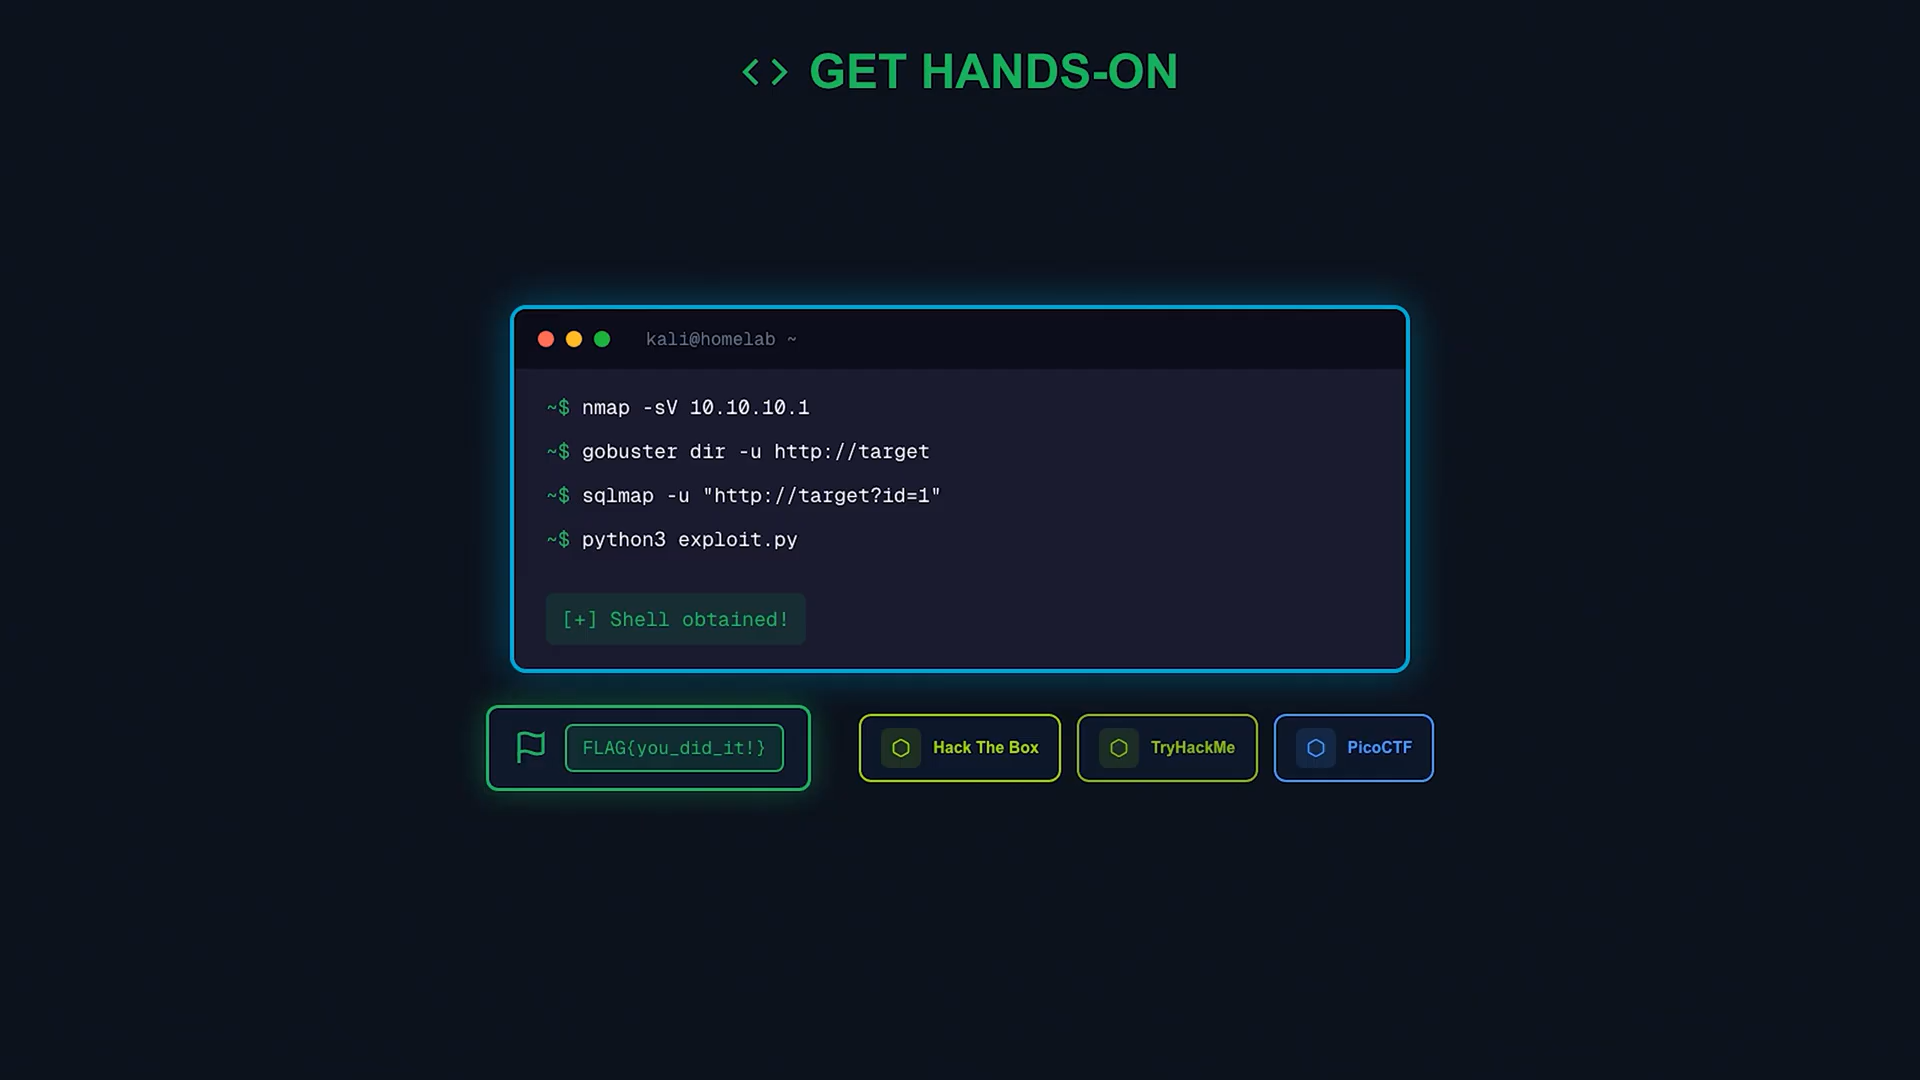 <> GET HANDS-ON
kali@homelab ~
~$ nmap -sV 10.10.10.1
~$ gobuster dir -u http://target
~$ sqlmap -u "http://target?id=1"
~$ python3 exploit.py
[+] Shell obtained!
FLAG{you_did_it!}
Hack The Box
TryHackMe
PicoCTF